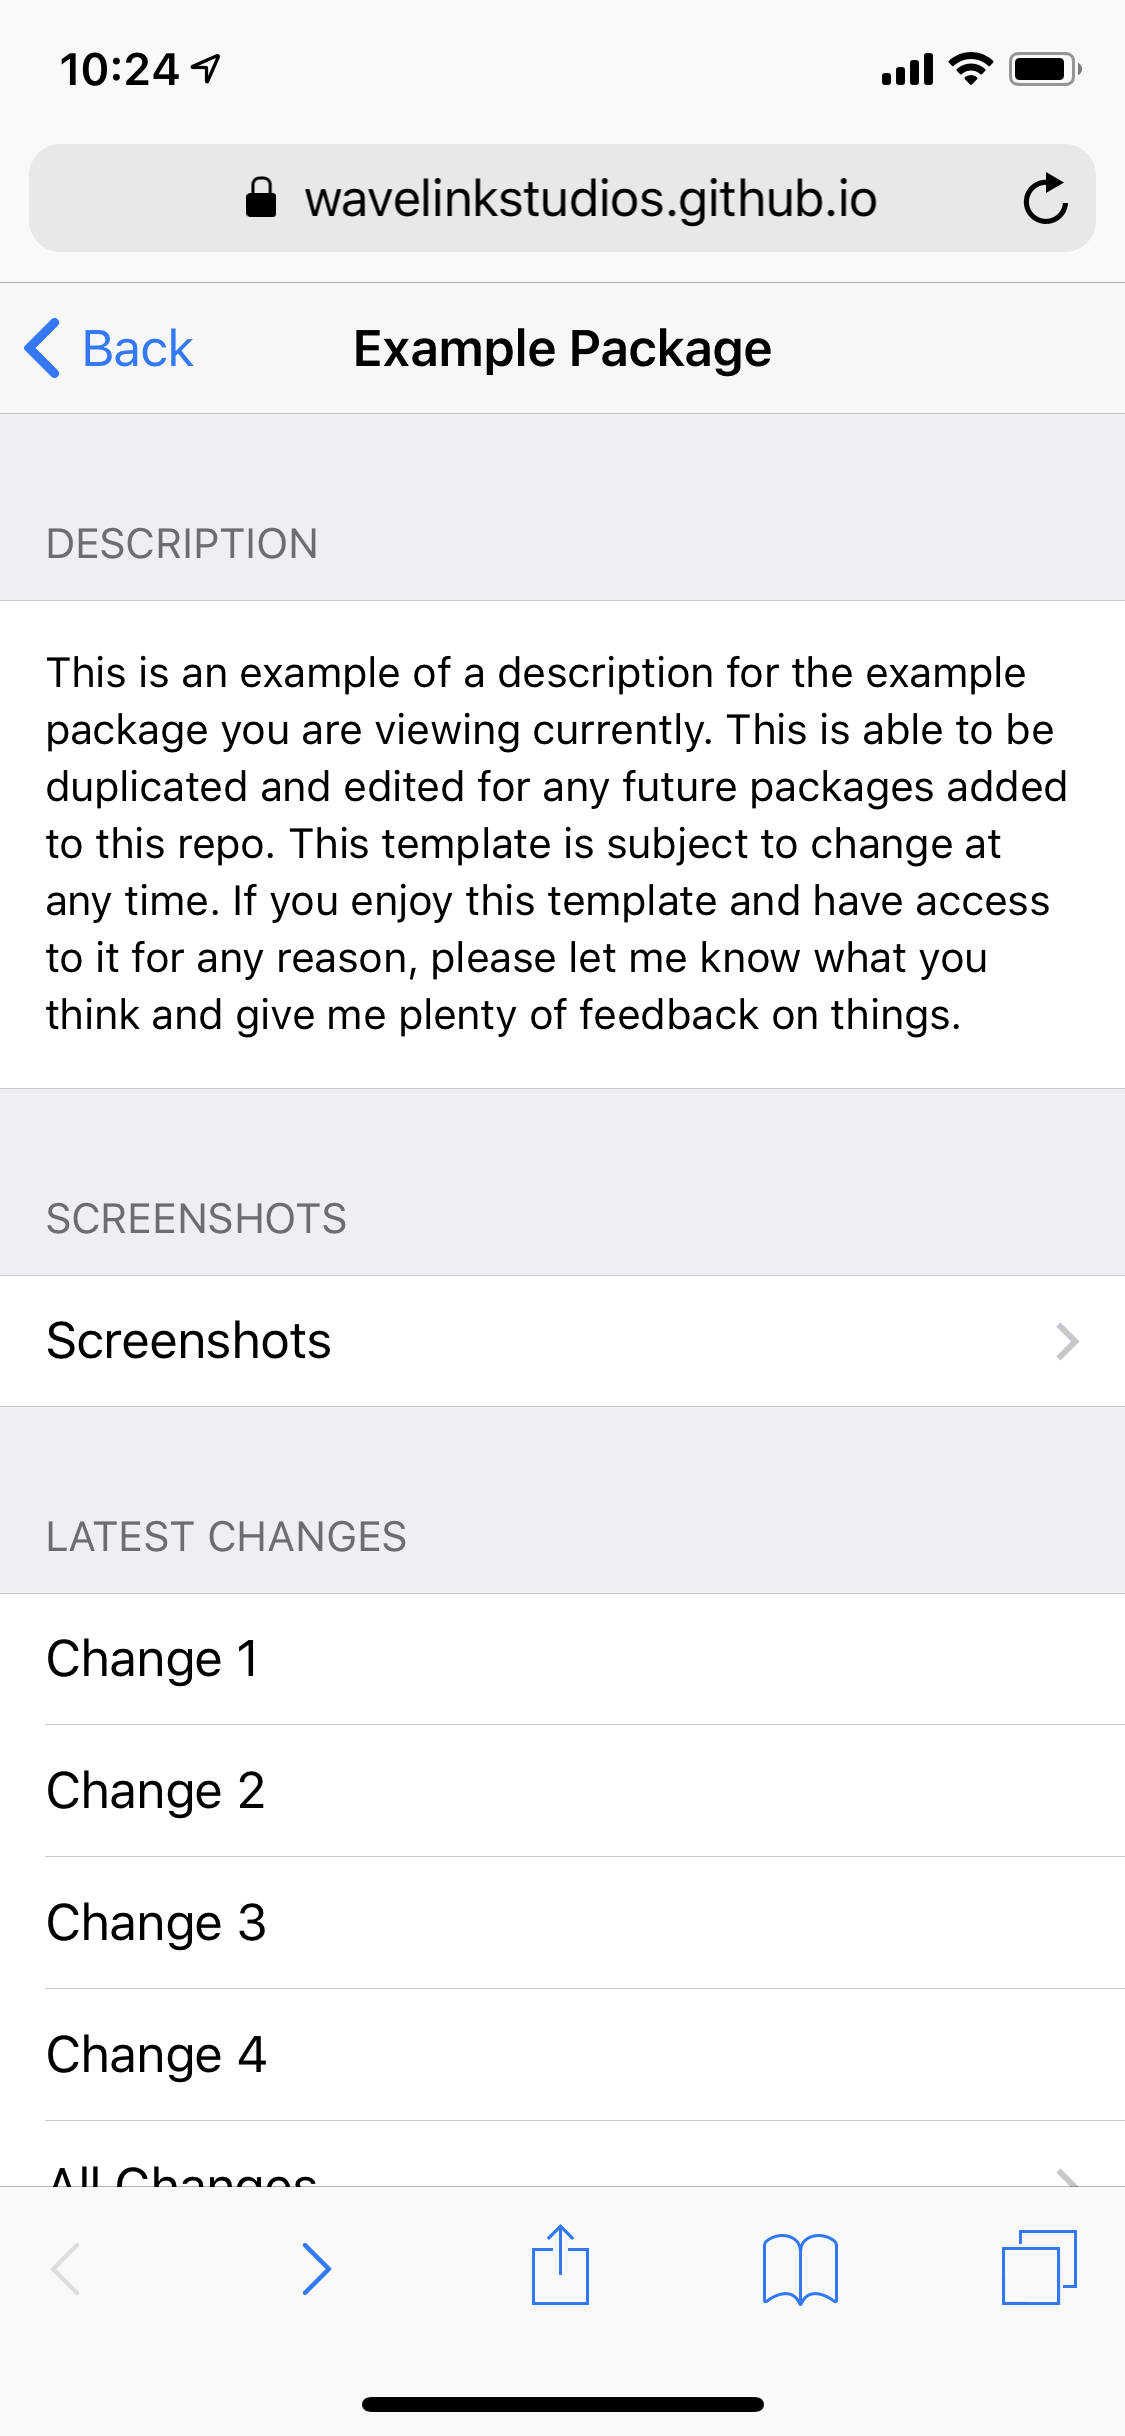 10:24
wavelinkstudios.github.io
Back
Example Package
DESCRIPTION
This is an example of a description for the example
package you are viewing currently. This is able to be
duplicated and edited for any future packages added
to this repo. This template is subject to change at
any time. If you enjoy this template and have access
to it for any reason, please let me know what you
think and give me plenty of feedback on things.
SCREENSHOTS
Screenshots
LATEST CHANGES
Change 1
Change 2
Change 3
Change 4
All Changes